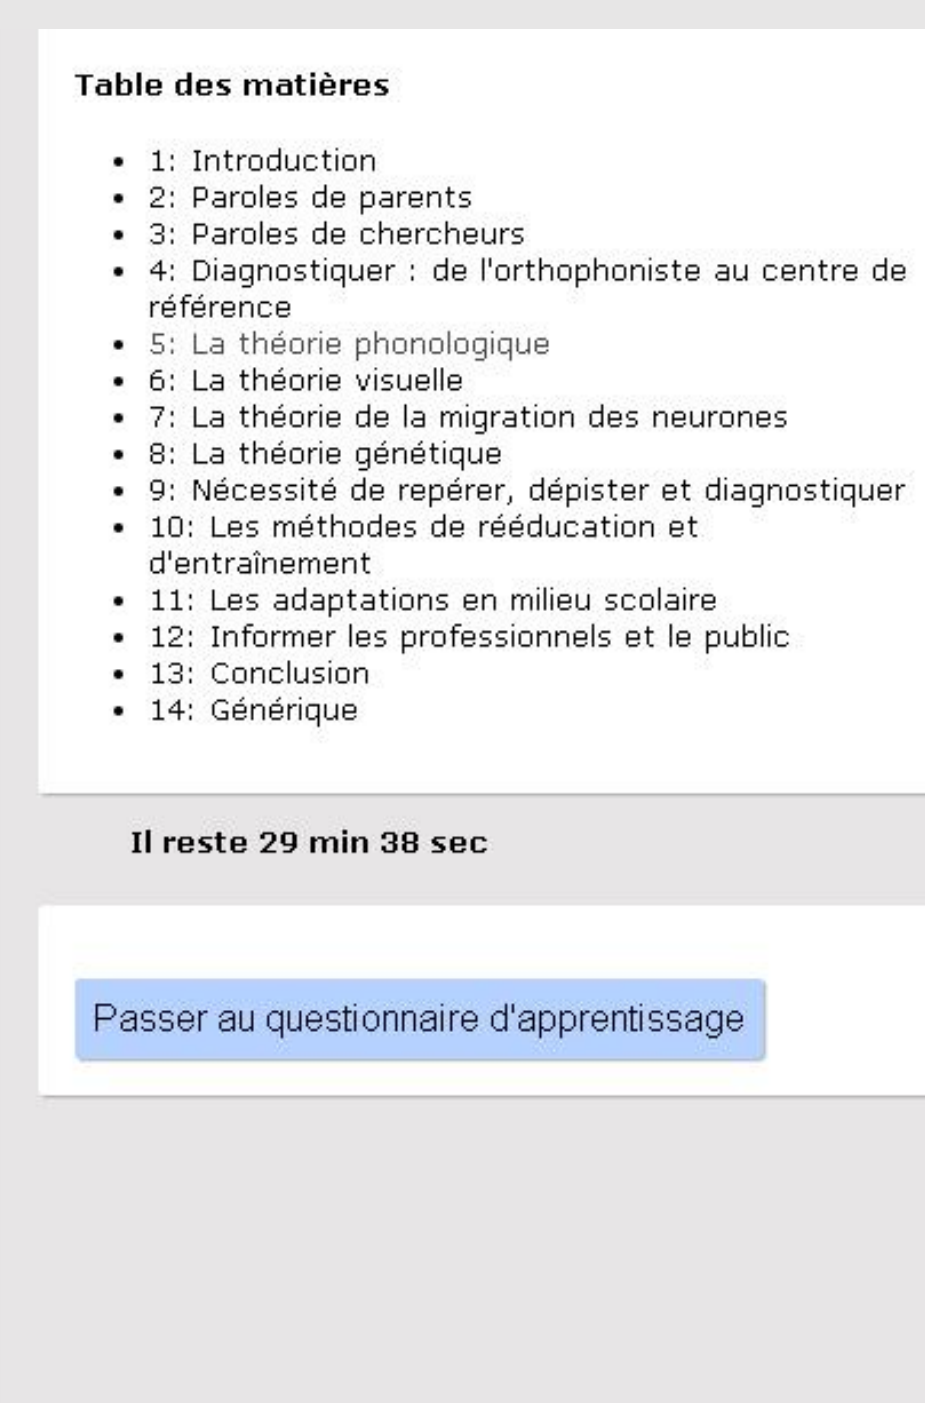 Table des matières
• 1: Introduction
• 2: Paroles de parents
• 3: Paroles de chercheurs
• 4: Diagnostiquer : de l'orthophoniste au centre de
référence
• 5: La théorie phonologique
• 6: La théorie visuelle
• 7: La théorie de la migration des neurones
• 8: La théorie génétique
• 9: Nécessité de repérer, dépister et diagnostiquer
• 10: Les méthodes de rééducation et
d'entraînement
• 11: Les adaptations en milieu scolaire
• 12: Informer les professionnels et le public
• 13: Conclusion
• 14: Générique
Il reste 29 min 38 sec
Passer au questionnaire d'apprentissage